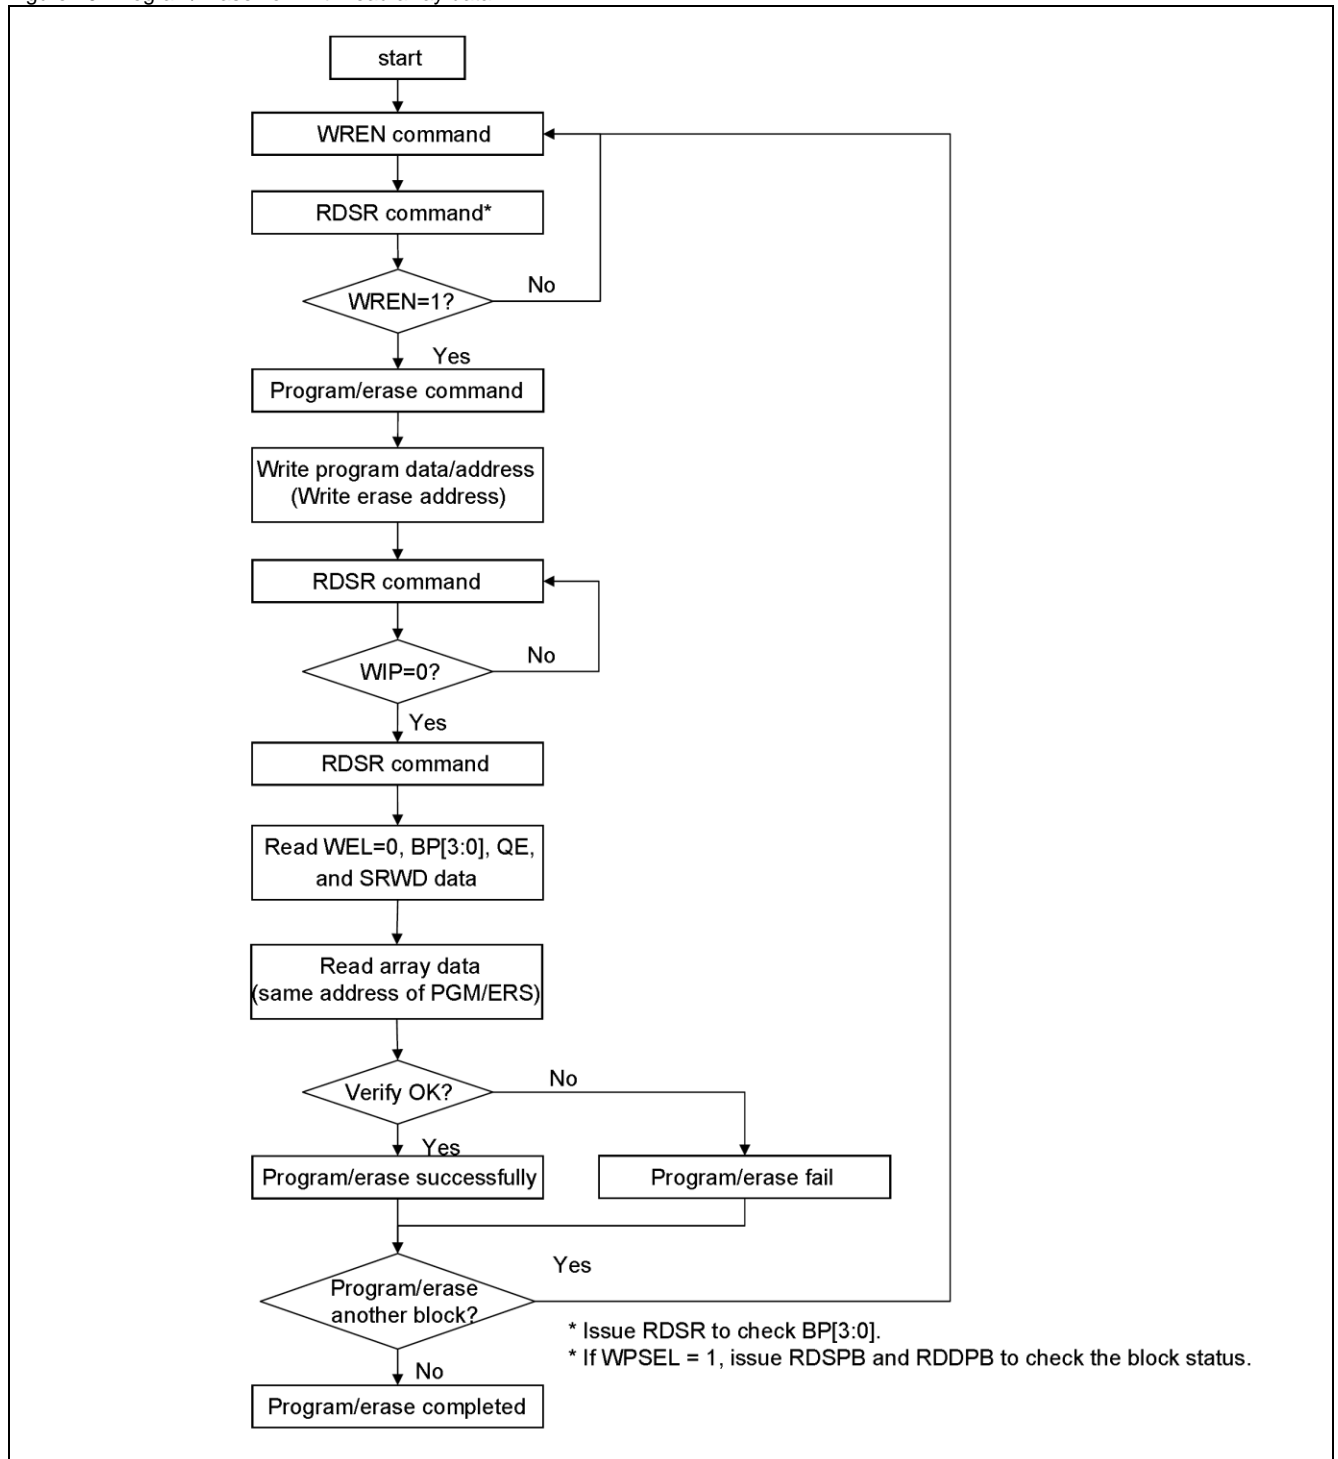 start
WREN command
RDSR command*
WREN=1?
No
Yes
Program/erase command
Write program data/address
(Write erase address)
RDSR command
WIP=0?
No
Yes
RDSR command
Read WEL=0, BP[3:0], QE,
and SRWD data
Read array data
(same address of PGM/ERS)
Verify OK?
No
Yes
Program/erase successfully
Program/erase fail
Program/erase
another block?
Yes
* Issue RDSR to check BP[3:0].
* If WPSEL = 1, issue RDSPB and RDDPB to check the block status.
No
Program/erase completed